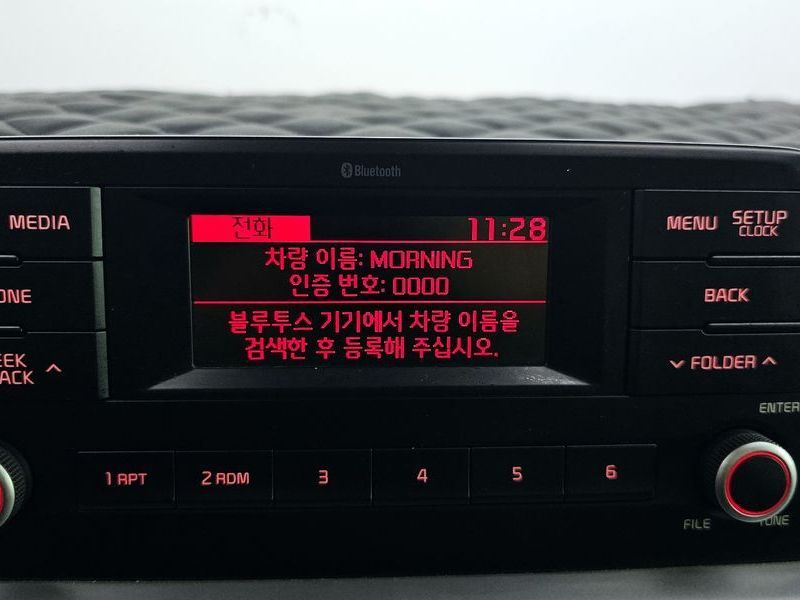 Bluetooth
MEDIA
전화 11:28
MENU SETUP
CLOCK
차량 이름: MORNING
인증 번호: 0000
ONE
BACK
블루투스 기기에서 차량 이름을
검색한 후 등록해 주십시오.
EEK
ACK ∧
∨ FOLDER ∧
ENTER
1 RPT 2 RDM 3 4 5 6
FILE TUNE